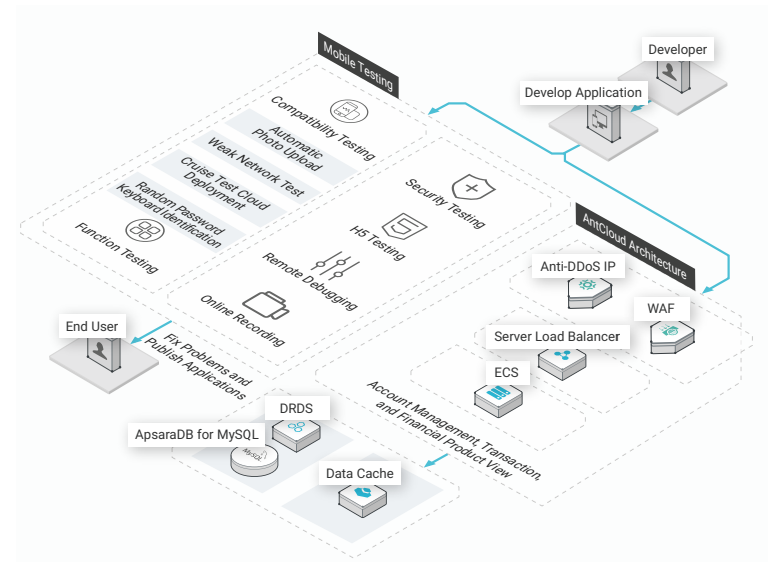 Developer
Mobile Testing
Develop Application
Compatibility Testing
Automatic
Photo Upload
Weak Network Test
Cruise Test Cloud
Deployment
Random Password
Keyboard Identification
Function Testing
Security Testing
H5 Testing
Remote Debugging
Online Recording
AntCloud Architecture
Anti-DDoS IP
WAF
Server Load Balancer
ECS
End User
Fix Problems and
Publish Applications
Account Management, Transaction,
and Financial Product View
DRDS
ApsaraDB for MySQL
MySQL
Data Cache